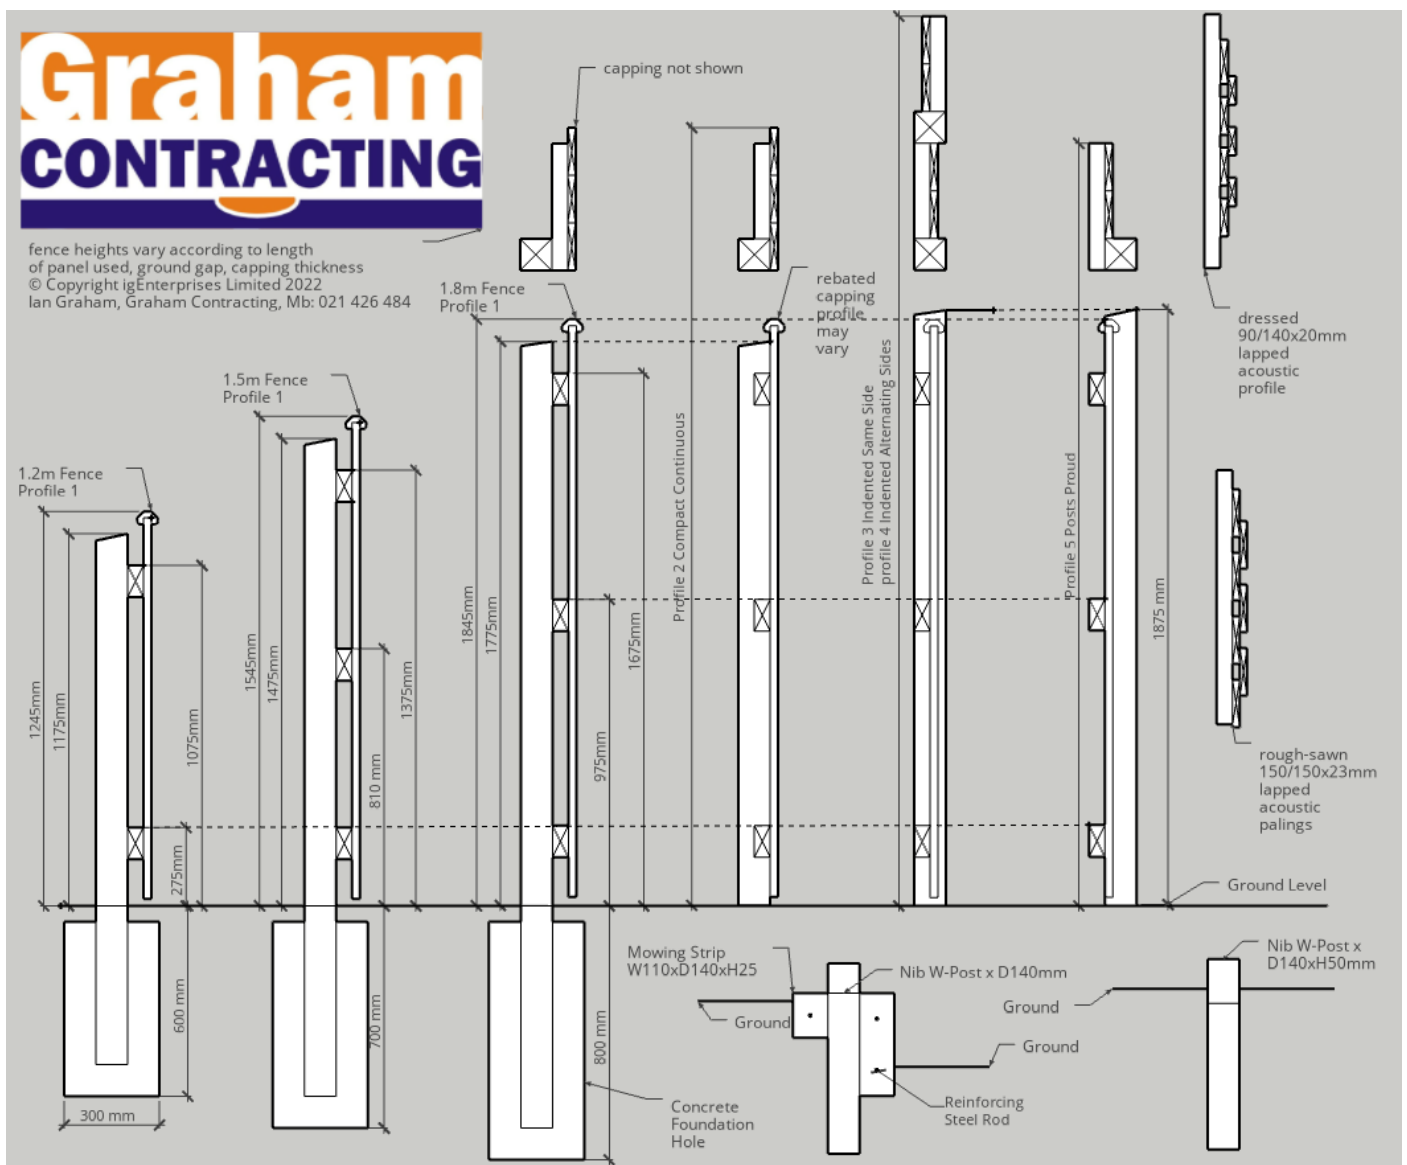 Graham
CONTRACTING
fence heights vary according to length
of panel used, ground gap, capping thickness
© Copyright igEnterprises Limited 2022
Ian Graham, Graham Contracting, Mb: 021 426 484
capping not shown
1.8m Fence
Profile 1
rebated
capping
profile
may
vary
dressed
90/140x20mm
lapped
acoustic
profile
1.5m Fence
Profile 1
1.2m Fence
Profile 1
1245mm
1175mm
1075mm
275mm
1545mm
1475mm
1375mm
810 mm
1845mm
1775mm
1675mm
975mm
Profile 2 Compact Continuous
Profile 3 Indented Same Side
profile 4 Indented Alternating Sides
Profile 5 Posts Proud
1875 mm
rough-sawn
150/150x23mm
lapped
acoustic
palings
Ground Level
600 mm
700 mm
800 mm
300 mm
Concrete
Foundation
Hole
Mowing Strip
W110xD140xH25
Nib W-Post x D140mm
Ground
Ground
Reinforcing
Steel Rod
Nib W-Post x
D140xH50mm
Ground